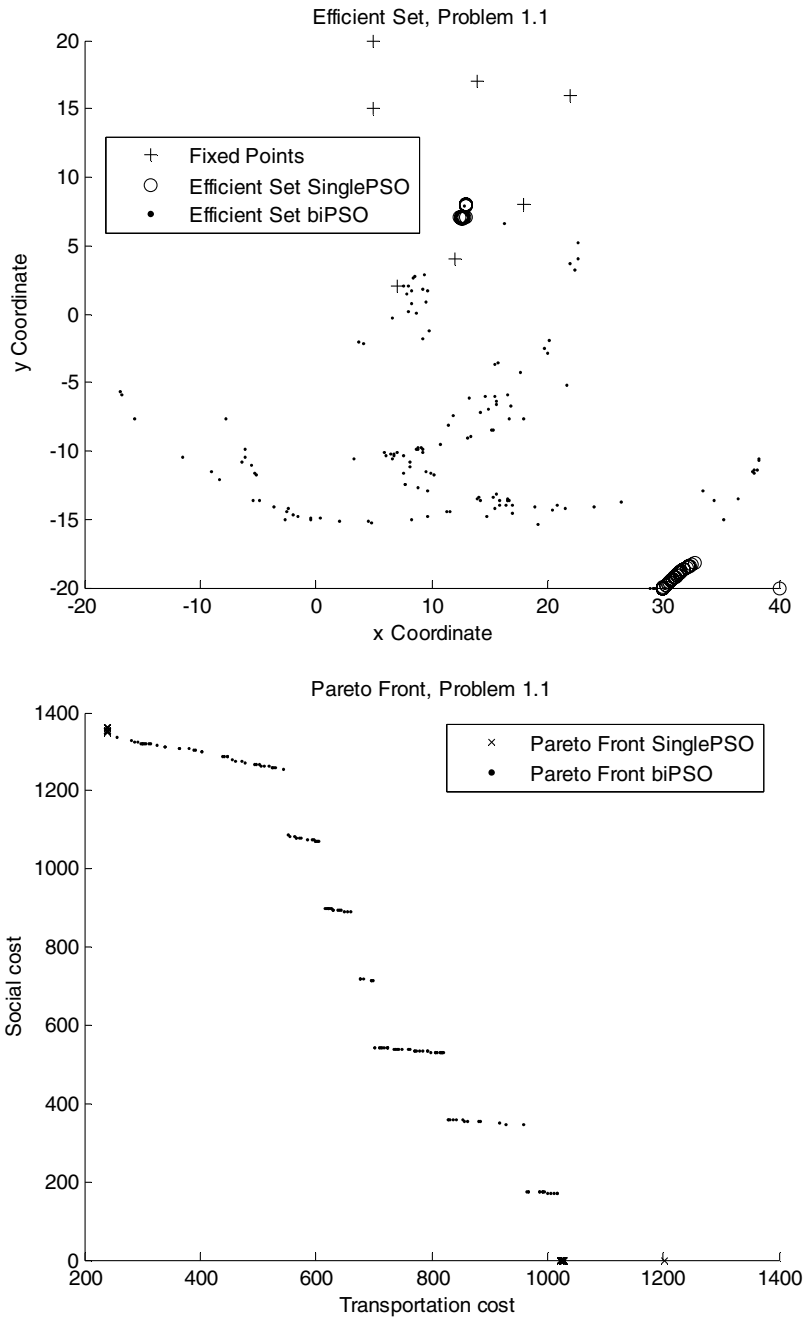 Efficient Set, Problem 1.1
20
15
10
5
0
-5
-10
-15
-20
y Coordinate
Fixed Points
Efficient Set SinglePSO
Efficient Set biPSO
-20
-10
0
10
20
30
40
x Coordinate
Pareto Front, Problem 1.1
1400
1200
1000
800
600
400
200
0
Social cost
Pareto Front SinglePSO
Pareto Front biPSO
200
400
600
800
1000
1200
1400
Transportation cost